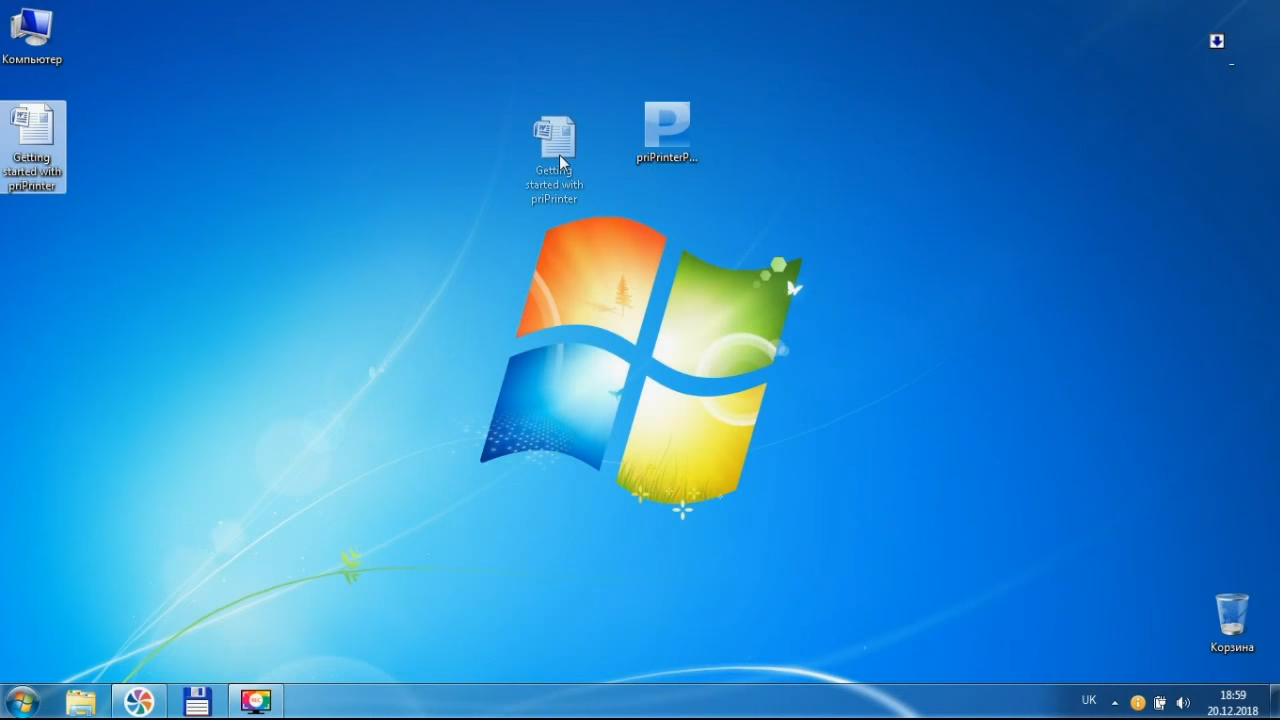 Компьютер
Getting
started with
priPrinter
Getting
started with
priPrinter
P
priPrinterP...
Корзина
UK
18:59
20.12.2018